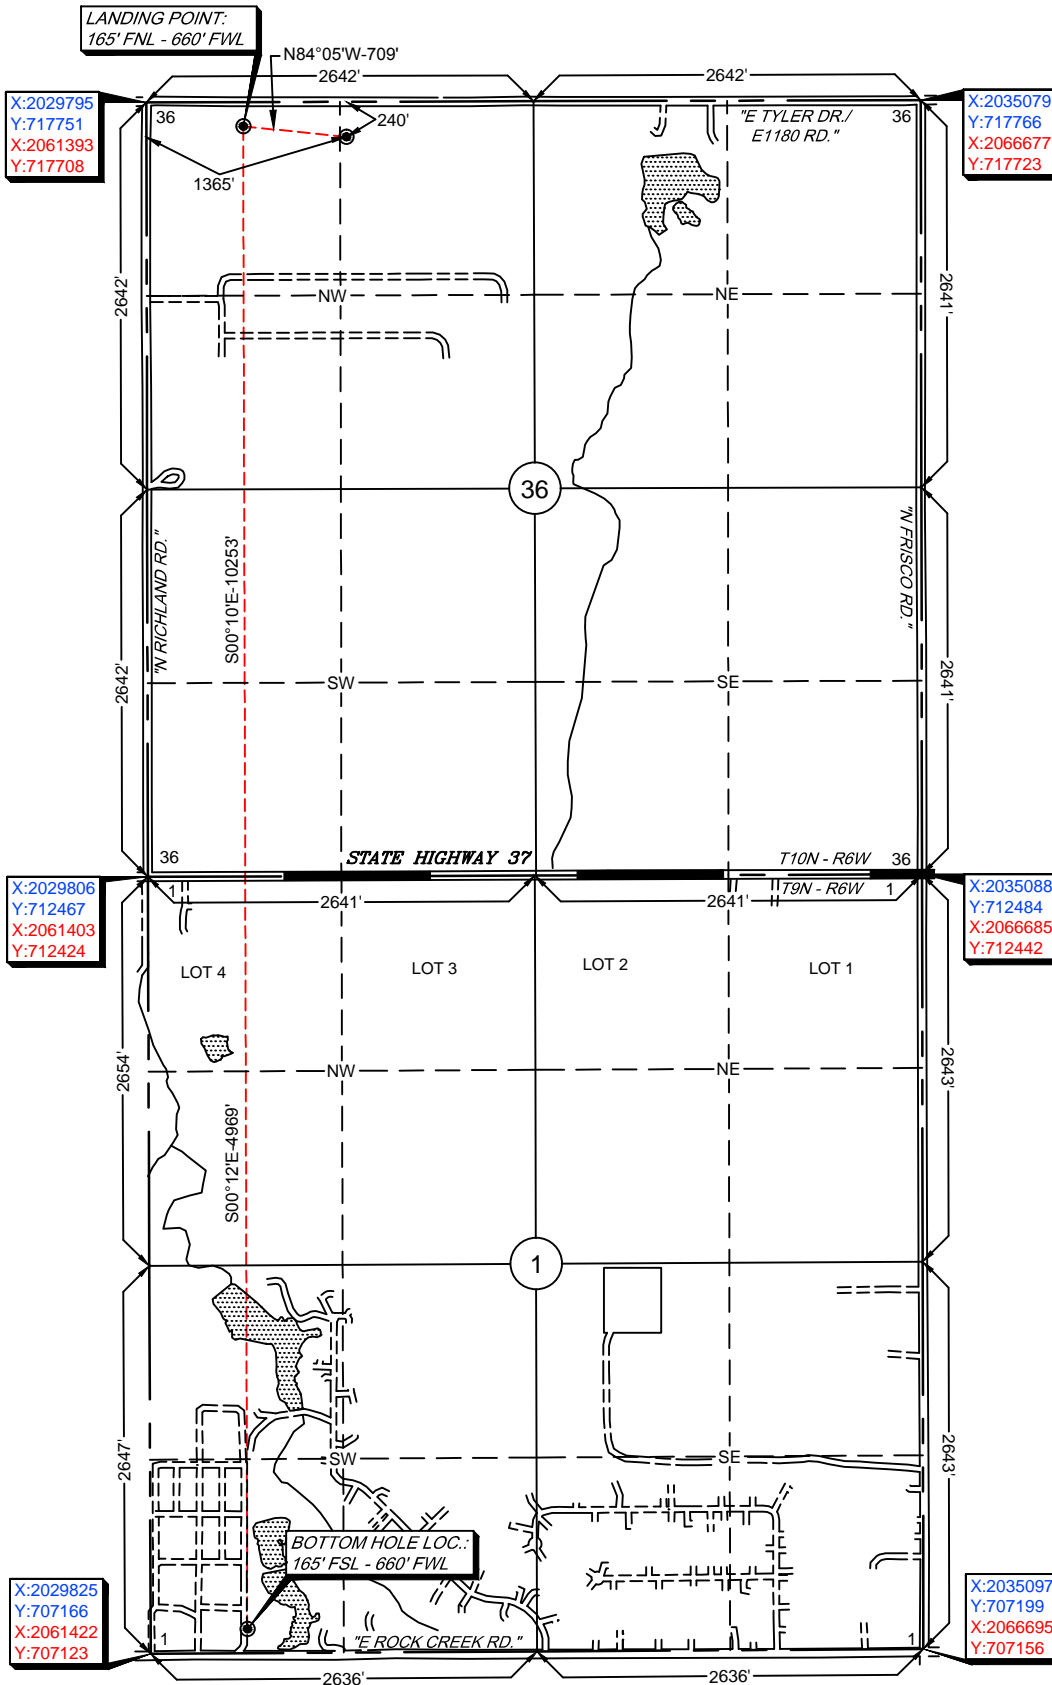 LANDING POINT:
165' FNL - 660' FWL
N84°05'W-709'
2642'
2642'
X:2029795
Y:717751
X:2061393
Y:717708
36
240'
"E TYLER DR./
E1180 RD."
36
X:2035079
Y:717766
X:2066677
Y:717723
1365'
2642'
NW
NE
2641'
36
"N RICHLAND RD."
S00°10'E-10253'
"N FRISCO RD."
2642'
SW
SE
2641'
36
STATE HIGHWAY 37
T10N - R6W
36
X:2029806
Y:712467
X:2061403
Y:712424
1
2641'
2641'
T9N - R6W
1
X:2035088
Y:712484
X:2066685
Y:712442
LOT 4
LOT 3
LOT 2
LOT 1
2654'
NW
NE
2643'
S00°12'E-4969'
1
2647'
SW
SE
2643'
BOTTOM HOLE LOC.:
165' FSL - 660' FWL
X:2029825
Y:707166
X:2061422
Y:707123
1
"E ROCK CREEK RD."
1
X:2035097
Y:707199
X:2066695
Y:707156
2636'
2636'